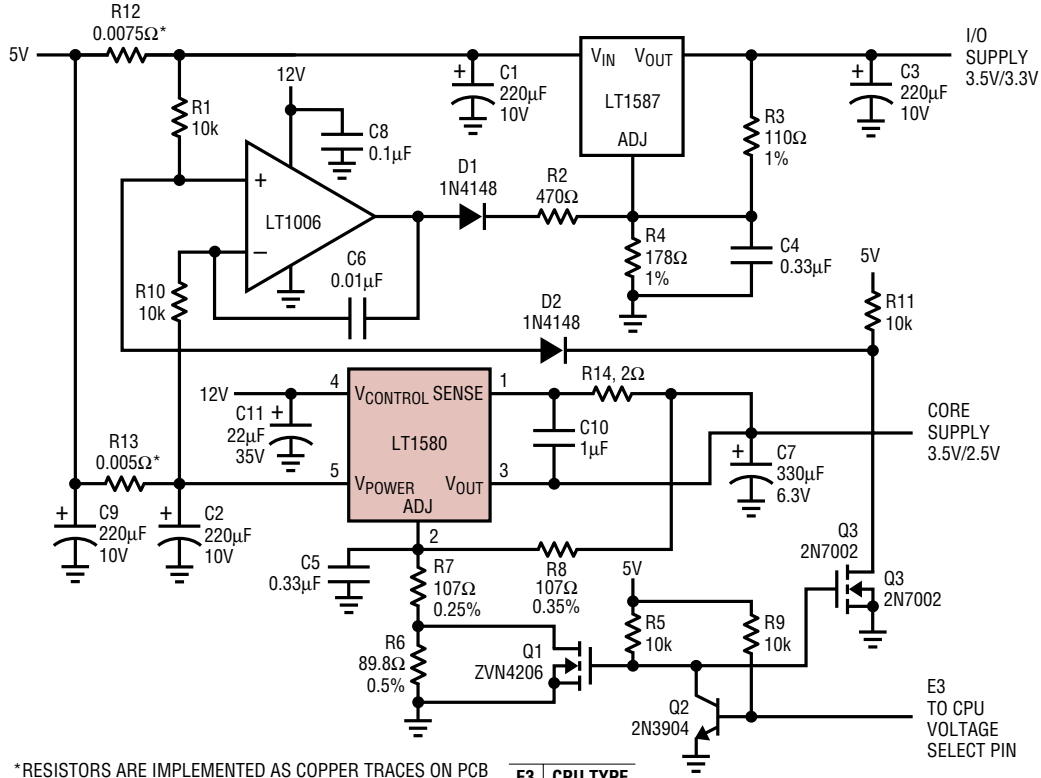 R12
0.0075Ω*
5V
12V
R1
10k
C8
0.1µF
+
LT1006
–
C6
0.01µF
R10
10k
D1
1N4148
R2
470Ω
+
C1
220µF
10V
VIN
VOUT
LT1587
ADJ
R3
110Ω
1%
R4
178Ω
1%
C4
0.33µF
+
C3
220µF
10V
I/O
SUPPLY
3.5V/3.3V
5V
R11
10k
D2
1N4148
12V
C11
+
22µF
35V
4
VCONTROL
SENSE
1
LT1580
5
VPOWER
VOUT
3
ADJ
2
R14, 2Ω
C10
1µF
+
C7
330µF
6.3V
CORE
SUPPLY
3.5V/2.5V
R13
0.005Ω*
+
C9
220µF
10V
+
C2
220µF
10V
C5
0.33µF
R7
107Ω
0.25%
R8
107Ω
0.35%
R6
89.8Ω
0.5%
Q1
ZVN4206
5V
R5
10k
R9
10k
Q3
2N7002
Q3
2N7002
Q2
2N3904
E3
TO CPU
VOLTAGE
SELECT PIN
*RESISTORS ARE IMPLEMENTED AS COPPER TRACES ON PCB
E3
CPU TYPE